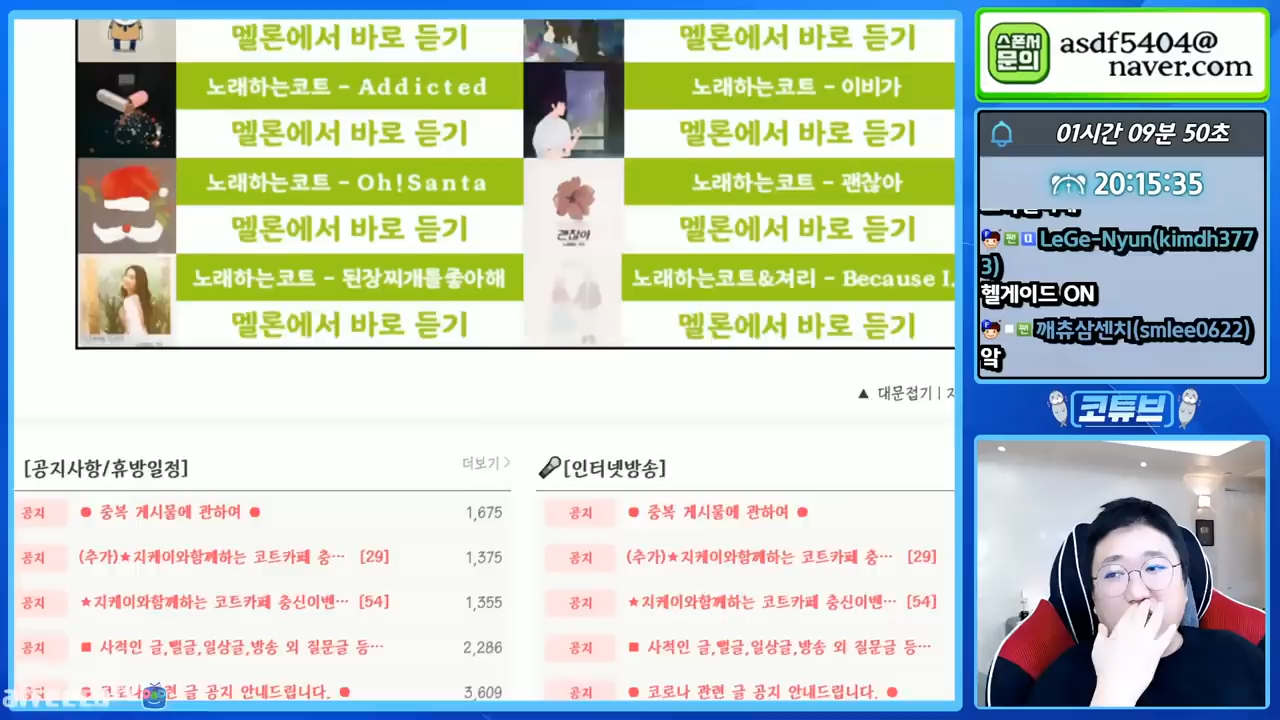 멜론에서 바로 듣기
멜론에서 바로 듣기
노래하는코트 - Addicted
노래하는코트 - 이비가
멜론에서 바로 듣기
멜론에서 바로 듣기
노래하는코트 - Oh!Santa
노래하는코트 - 괜찮아
괜찮아
멜론에서 바로 듣기
멜론에서 바로 듣기
노래하는코트 - 된장찌개를좋아해
노래하는코트&져리 - Because I.
멜론에서 바로 듣기
멜론에서 바로 듣기
▲ 대문접기 | 
[공지사항/휴방일정]
더보기 >
공지 ● 중복 게시물에 관하여 ● 1,675
공지 (추가)★지케이와함께하는 코트카페 충… [29] 1,375
공지 ★지케이와함께하는 코트카페 충신이벤… [54] 1,355
공지 ■ 사적인 글,뻘글,일상글,방송 외 질문글 등… 2,286
공지 관련 글 공지 안내드립니다. ● 3,609
[인터넷방송]
공지 ● 중복 게시물에 관하여 ●
공지 (추가)★지케이와함께하는 코트카페 충… [29]
공지 ★지케이와함께하는 코트카페 충신이벤… [54]
공지 ■ 사적인 글,뻘글,일상글,방송 외 질문글 등…
공지 ● 코로나 관련 글 공지 안내드립니다. ●
스폰서
문의
asdf5404@
naver.com
01시간 09분 50초
20:15:35
팬 LeGe-Nyun(kimdh377
3)
헬게이드 ON
팬 깨츄삼센치(smlee0622)
악
코튜브